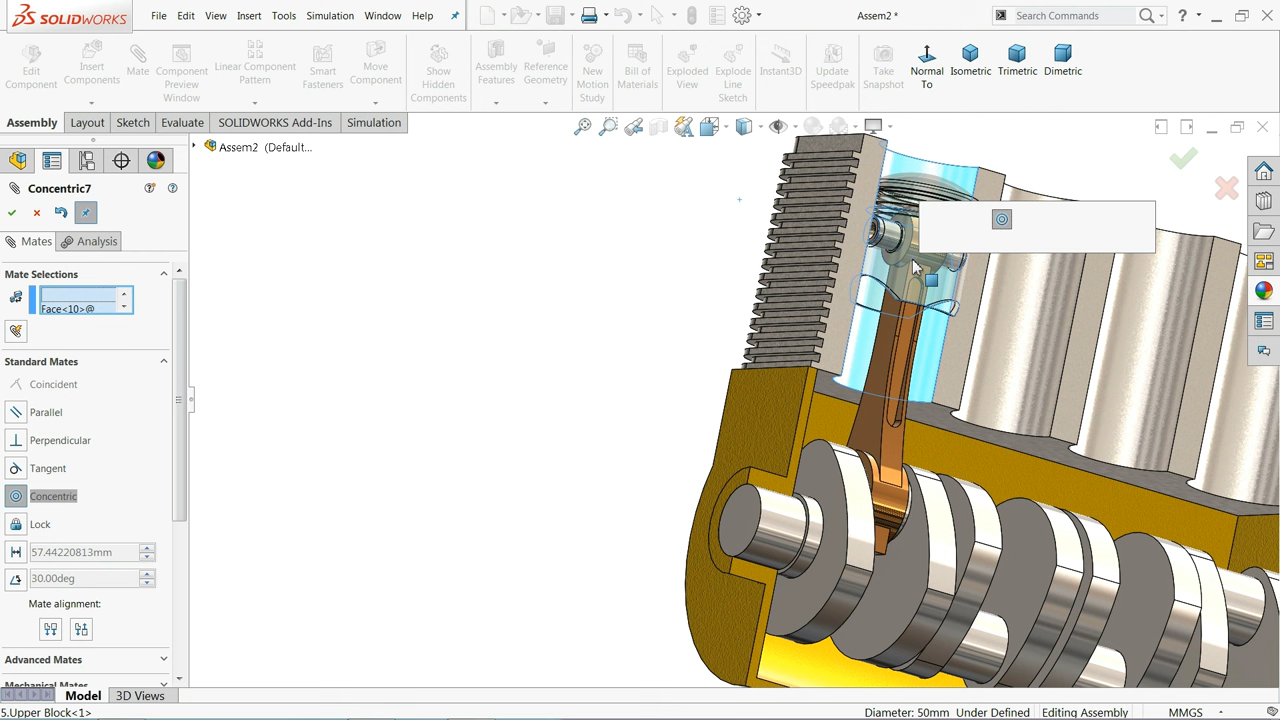 SOLIDWORKS
File Edit View Insert Tools Simulation Window Help
Assem2 *
Search Commands
Edit Component
Insert Components
Mate
Component Preview Window
Linear Component Pattern
Smart Fasteners
Move Component
Show Hidden Components
Assembly Features
Reference Geometry
New Motion Study
Bill of Materials
Exploded View
Explode Line Sketch
Instant3D
Update Speedpak
Take Snapshot
Normal To
Isometric
Trimetric
Dimetric
Assembly Layout Sketch Evaluate SOLIDWORKS Add-Ins Simulation
Assem2 (Default...
Concentric7
Mates Analysis
Mate Selections
Face<10>@
Standard Mates
Coincident
Parallel
Perpendicular
Tangent
Concentric
Lock
57.44220813mm
30.00deg
Mate alignment:
Advanced Mates
Mechanical Mates
Model 3D Views
5.Upper Block<1> Diameter: 50mm Under Defined Editing Assembly MMGS